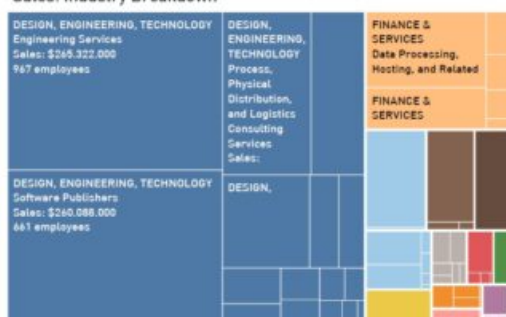 Sales: Industry Breakdown
DESIGN, ENGINEERING, TECHNOLOGY
Engineering Services
Sales: $265.322.000
967 employees
DESIGN, ENGINEERING, TECHNOLOGY
Software Publishers
Sales: $260.088.000
661 employees
DESIGN,
ENGINEERING,
TECHNOLOGY
Process,
Physical
Distribution,
and Logistics
Consulting
Services
Sales:
DESIGN,
FINANCE &
SERVICES
Data Processing,
Hosting, and Related
FINANCE &
SERVICES